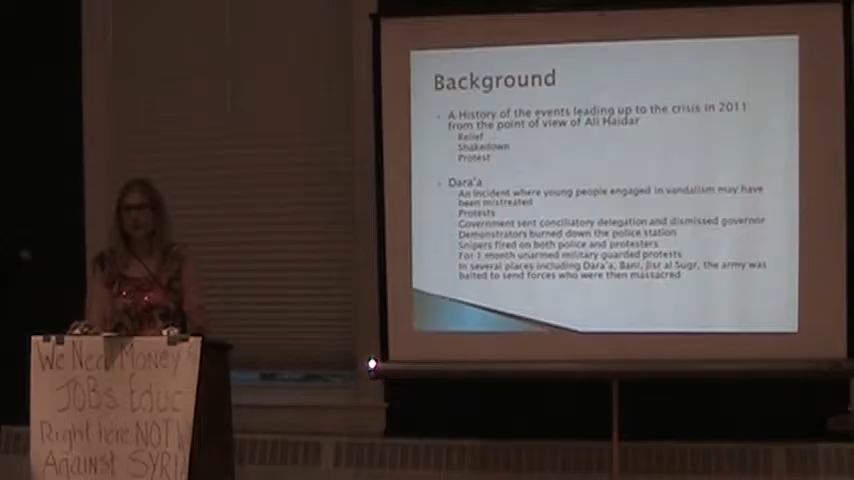 Background
A History of the events leading up to the crisis in 2011
from the point of view of Ali Haidar
Relief
Shakedown
Protest
Dara'a
An incident where young people engaged in vandalism may have
been mistreated
Protests
Government sent conciliatory delegation and dismissed governor
Demonstrators burned down the police station
Snipers fired on both police and protesters
For 1 month unarmed military guarded protests
In several places including Dara'a, Bani, Jisr al Sugr, the army was
baited to send forces who were then massacred
We Need Money
JOBs Educ
Right here NOT
Against SYRI